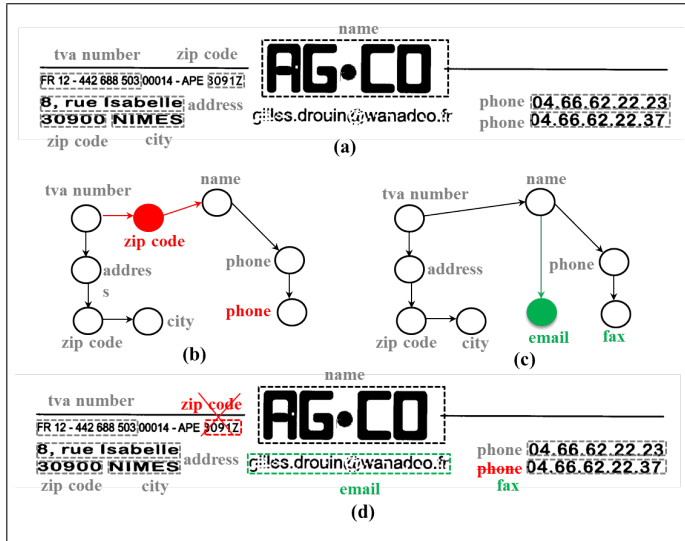 name
tva number zip code
AG•CO
FR 12 - 442 688 503 00014 - APE 3091Z
8, rue Isabelle address
30900 NIMES
zip code city
gilles.drouin@wanadoo.fr
phone 04.66.62.22.23
phone 04.66.62.22.37
(a)
tva number
zip code
name
addres
s
phone
zip code
city
phone
(b)
tva number
name
address
phone
zip code
city
email
fax
(c)
name
tva number zip code
AG•CO
FR 12 - 442 688 503 00014 - APE 3091Z
8, rue Isabelle address
30900 NIMES
zip code city
gilles.drouin@wanadoo.fr
email
phone 04.66.62.22.23
phone 04.66.62.22.37
fax
(d)